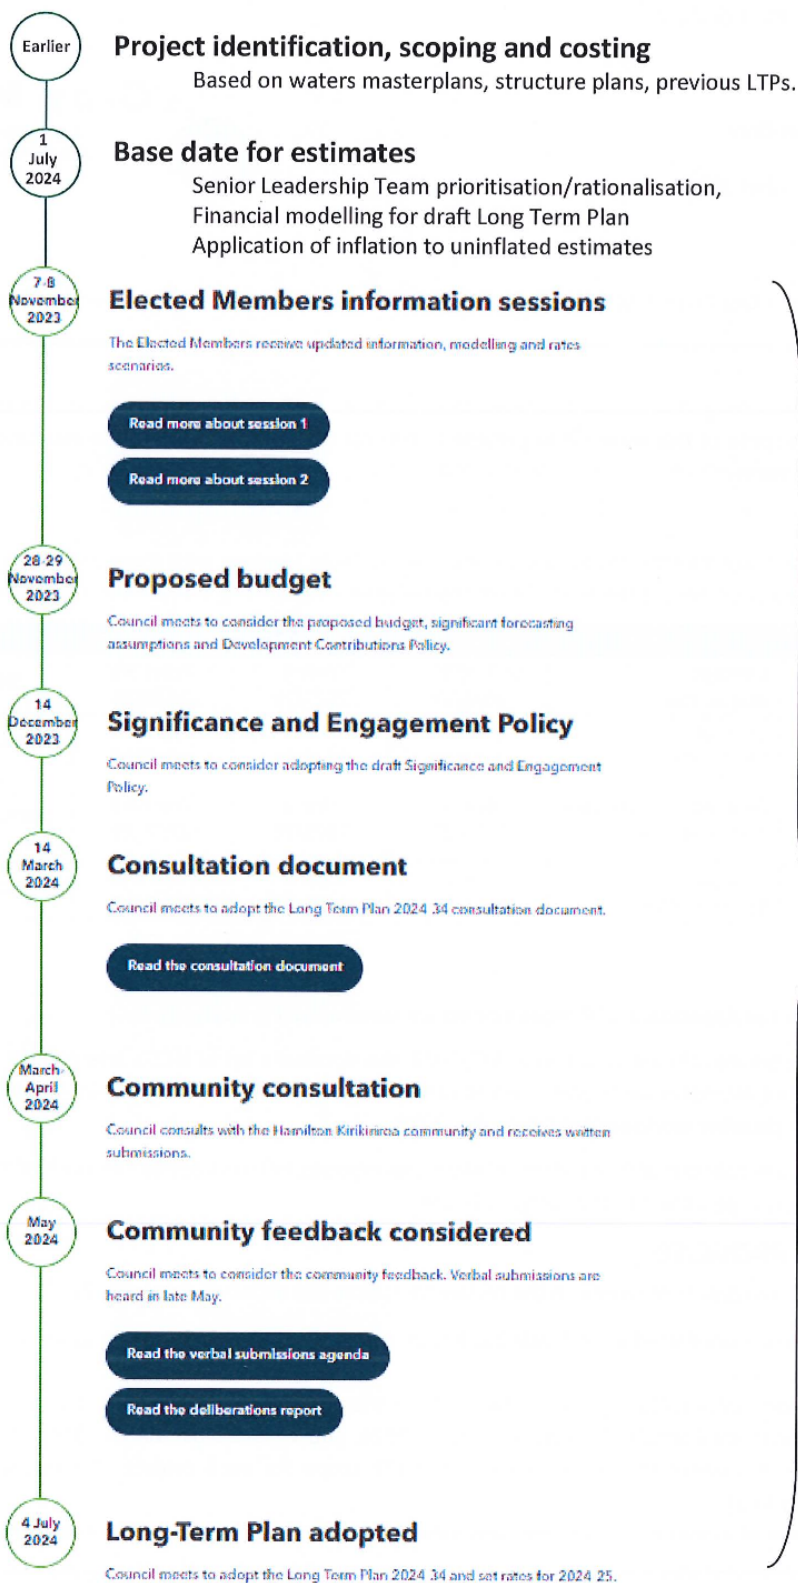 Earlier
Project identification, scoping and costing
Based on waters masterplans, structure plans, previous LTPs.
1
July
2024
Base date for estimates
Senior Leadership Team prioritisation/rationalisation,
Financial modelling for draft Long Term Plan
Application of inflation to uninflated estimates
7-8
November
2023
Elected Members information sessions
The Elected Members receive updated information, modelling and rates
scenarios.
Read more about session 1
Read more about session 2
28-29
November
2023
Proposed budget
Council meets to consider the proposed budget, significant forecasting
assumptions and Development Contributions Policy.
14
December
2023
Significance and Engagement Policy
Council meets to consider adopting the draft Significance and Engagement
Policy.
14
March
2024
Consultation document
Council meets to adopt the Long Term Plan 2024-34 consultation document.
Read the consultation document
March-
April
2024
Community consultation
Council consults with the Hamilton Kirikiriroa community and receives written
submissions.
May
2024
Community feedback considered
Council meets to consider the community feedback. Verbal submissions are
heard in late May.
Read the verbal submissions agenda
Read the deliberations report
4 July
2024
Long-Term Plan adopted
Council meets to adopt the Long Term Plan 2024-34 and set rates for 2024-25.